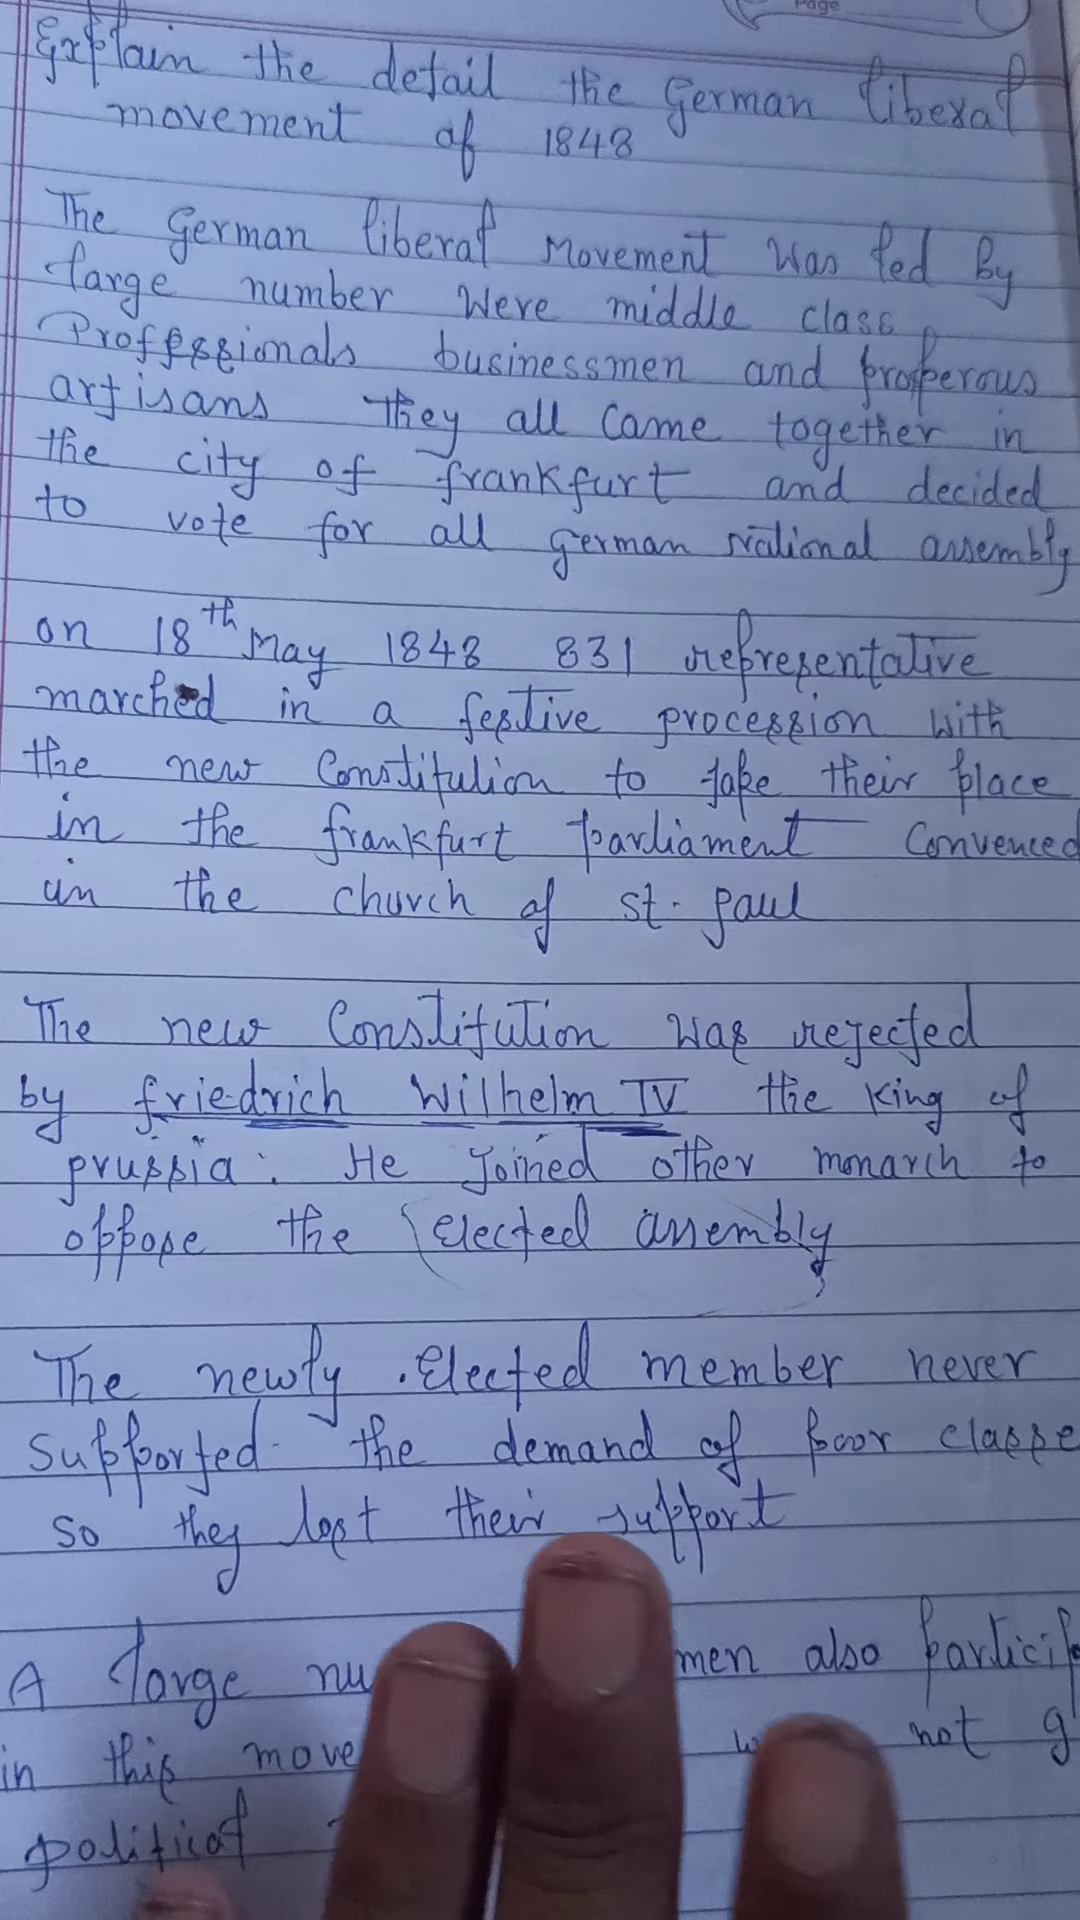 Page
Explain the detail the German liberal
movement of 1848
The German liberal Movement was led by
large number were middle class
Proffessionals businessmen and prosperous
artisans they all came together in
the city of frankfurt and decided
to vote for all german National assembly
on 18th May 1848 831 representative
marched in a festive procession with
the new Constitution to take their place
in the frankfurt parliament Convenced
in the church of st. paul
The new Constitution was rejected
by friedrich Wilhelm IV the King of
prussia. He joined other monarch to
oppose the elected assembly
The newly Elected member never
supported the demand of poor classe
so they lost their support
A large men also
in this not
political